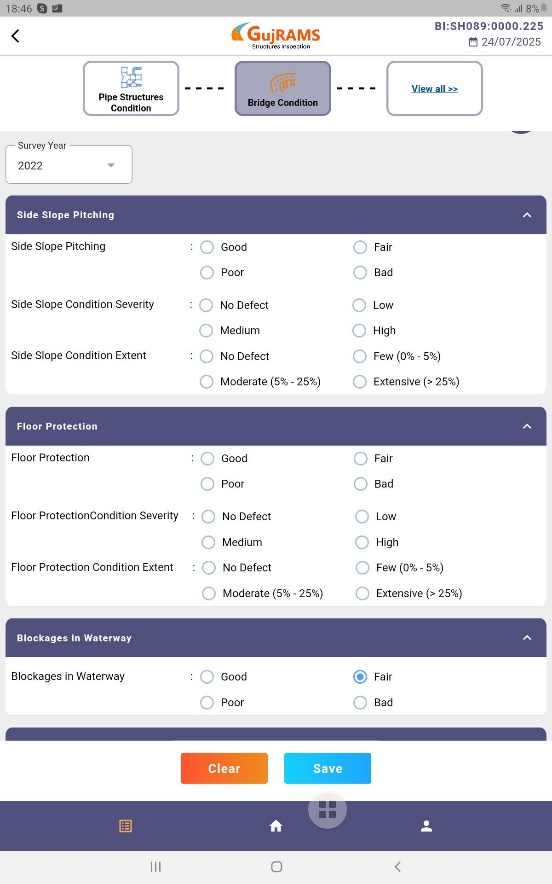 18:46 8%
BI:SH089:0000.225
GujRAMS
Structures Inspection
24/07/2025
Pipe Structures
Condition
Bridge Condition
View all >>
Survey Year
2022
Side Slope Pitching
Side Slope Pitching : Good Fair
Poor Bad
Side Slope Condition Severity : No Defect Low
Medium High
Side Slope Condition Extent : No Defect Few (0% - 5%)
Moderate (5% - 25%) Extensive (> 25%)
Floor Protection
Floor Protection : Good Fair
Poor Bad
Floor ProtectionCondition Severity : No Defect Low
Medium High
Floor Protection Condition Extent : No Defect Few (0% - 5%)
Moderate (5% - 25%) Extensive (> 25%)
Blockages in Waterway
Blockages in Waterway : Good Fair
Poor Bad
Clear Save